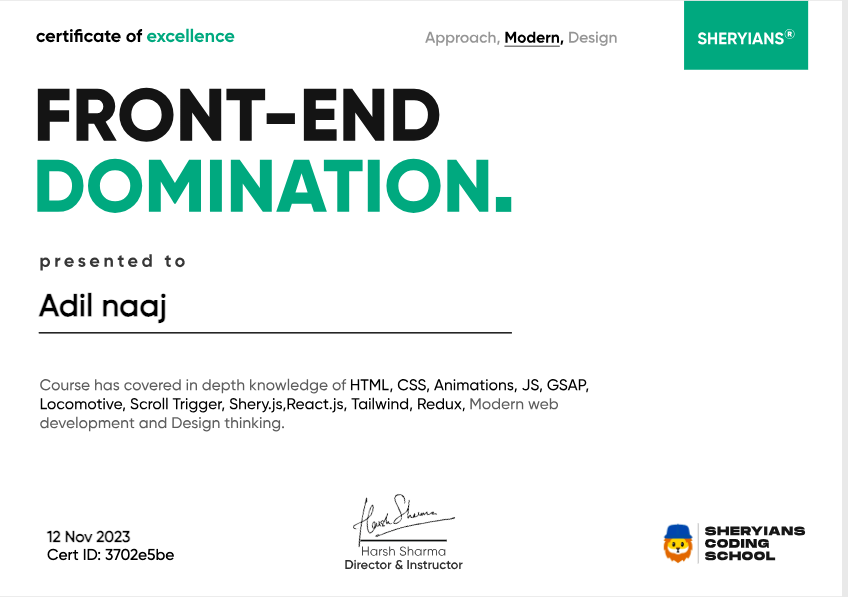 certificate of excellence
Approach, Modern, Design
SHERYIANS®
FRONT-END
DOMINATION.
presented to
Adil naaj
Course has covered in depth knowledge of HTML, CSS, Animations, JS, GSAP,
Locomotive, Scroll Trigger, Shery.js,React.js, Tailwind, Redux, Modern web
development and Design thinking.
Harsh Sharma
Harsh Sharma
Director & Instructor
12 Nov 2023
Cert ID: 3702e5be
SHERYIANS
CODING
SCHOOL